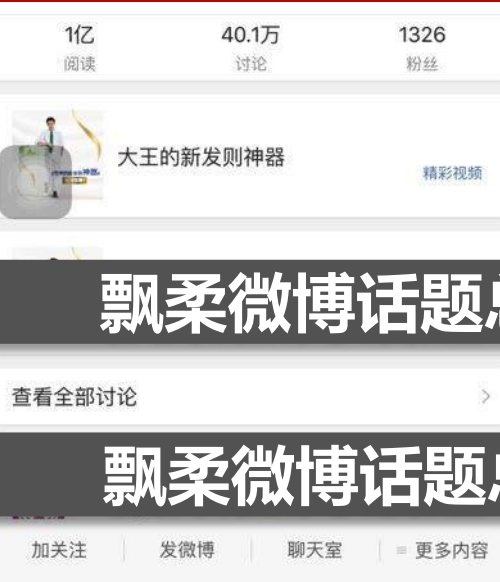 1亿 40.1万 1326
阅读 讨论 粉丝
大王的新发则神器
精彩视频
飘柔微博话题
查看全部讨论
飘柔微博话题
加关注 发微博 聊天室 更多内容